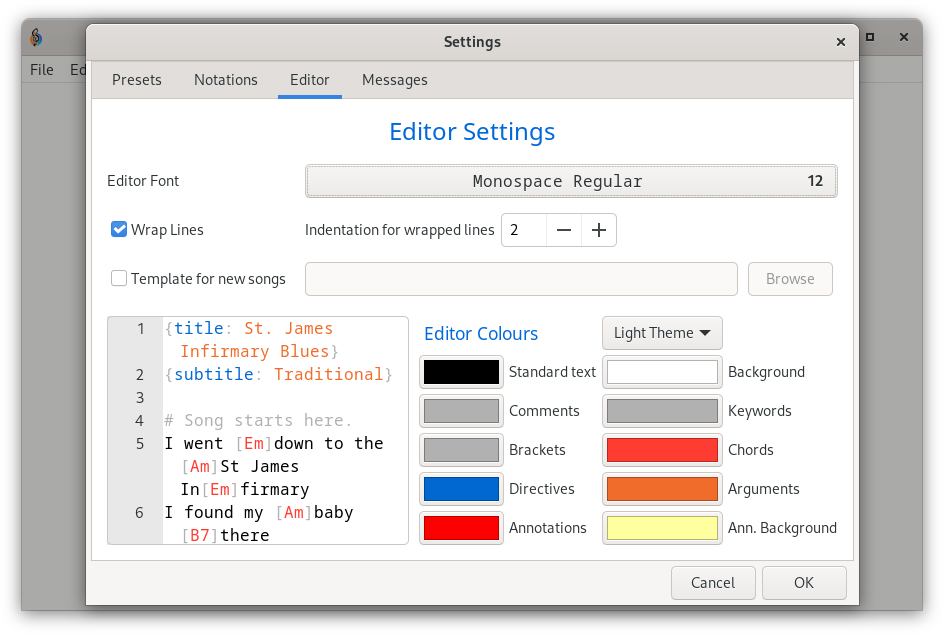 Settings
File Ed
Presets Notations Editor Messages
Editor Settings
Editor Font Monospace Regular 12
Wrap Lines Indentation for wrapped lines 2
Template for new songs Browse
1 {title: St. James
Infirmary Blues}
2 {subtitle: Traditional}
3
4 # Song starts here.
5 I went [Em]down to the
[Am]St James
In[Em]firmary
6 I found my [Am]baby
[B7]there
Editor Colours Light Theme
Standard text Background
Comments Keywords
Brackets Chords
Directives Arguments
Annotations Ann. Background
Cancel OK